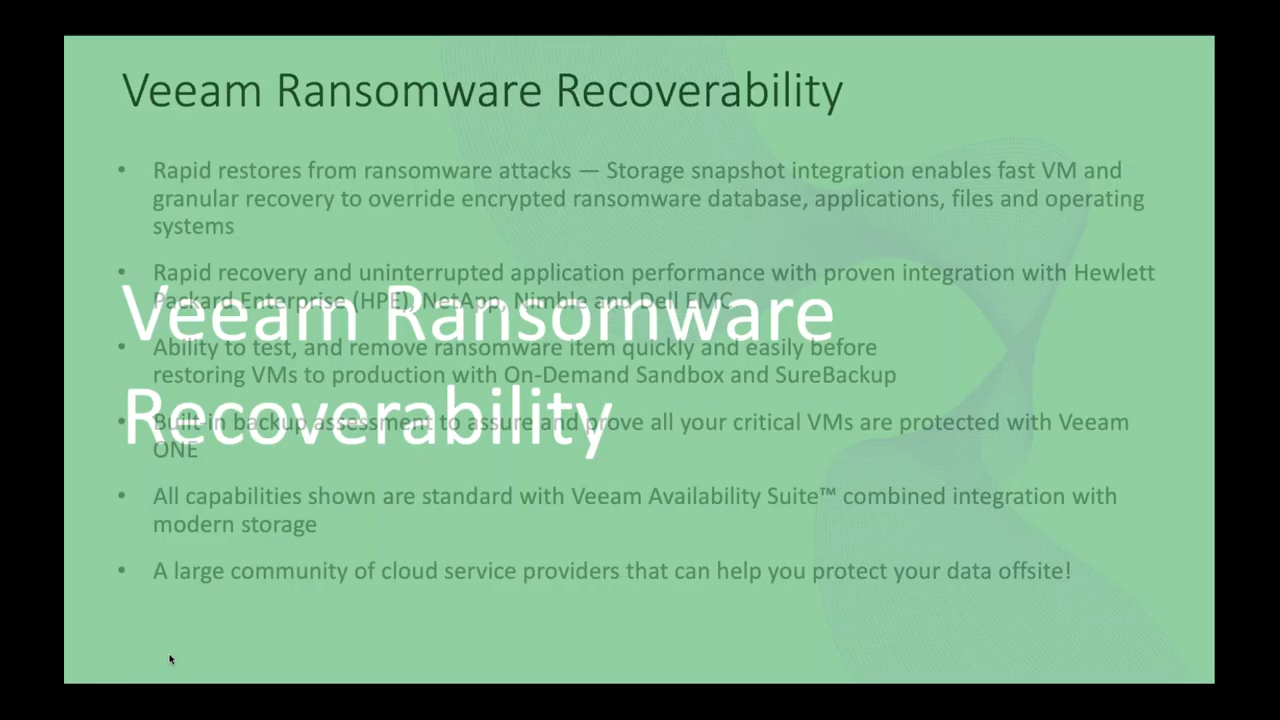 Veeam Ransomware Recoverability
• Rapid restores from ransomware attacks — Storage snapshot integration enables fast VM and
granular recovery to override encrypted ransomware database, applications, files and operating
systems
• Rapid recovery and uninterrupted application performance with proven integration with Hewlett
Packard Enterprise (HPE), NetApp, Nimble and Dell EMC
Veeam Ransomware
• Ability to test, and remove ransomware item quickly and easily before
restoring VMs to production with On-Demand Sandbox and SureBackup
Recoverability
• Built-in backup assessment to assure and prove all your critical VMs are protected with Veeam
ONE
• All capabilities shown are standard with Veeam Availability Suite™ combined integration with
modern storage
• A large community of cloud service providers that can help you protect your data offsite!